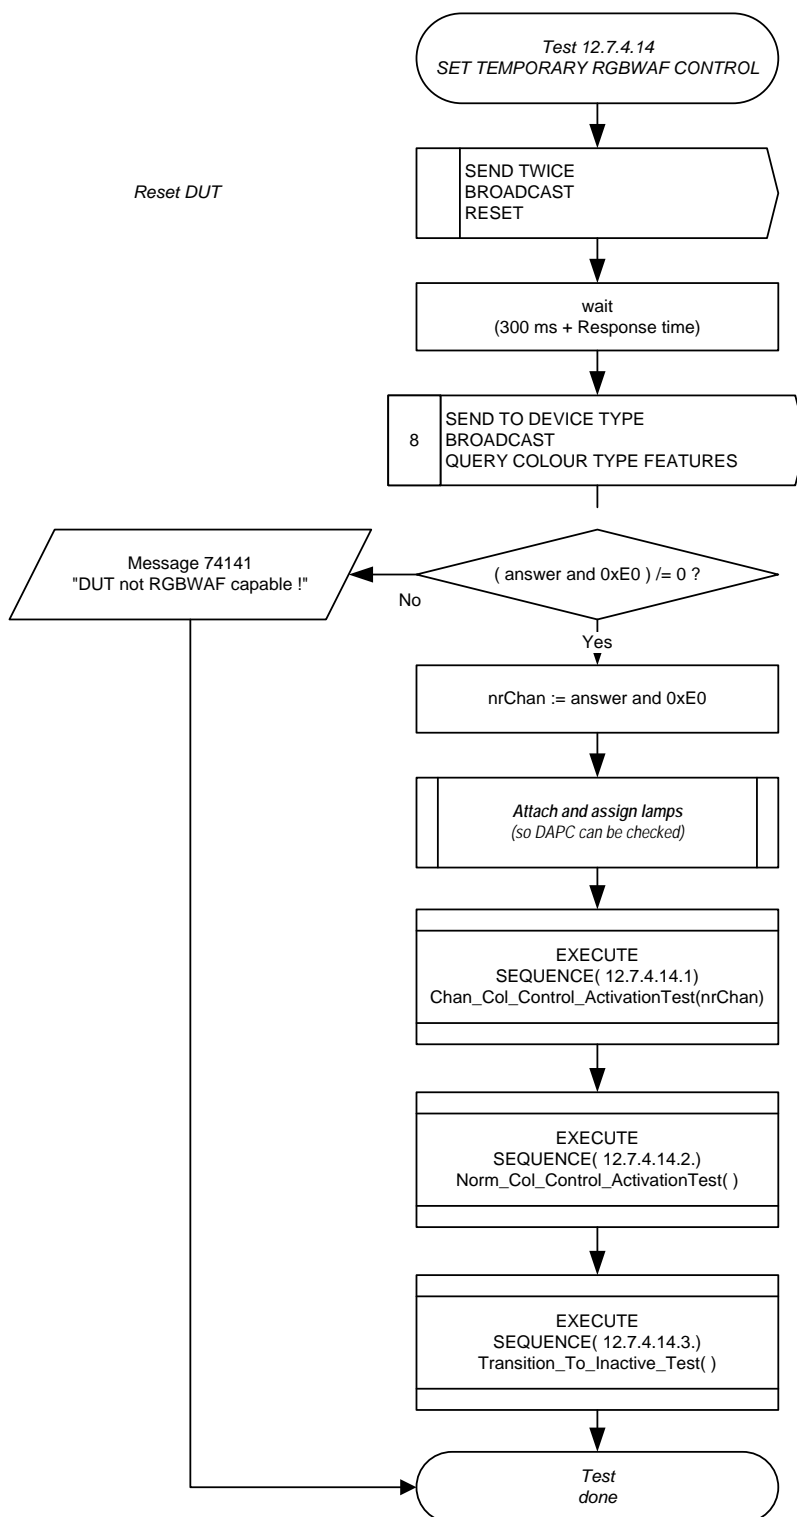 Test 12.7.4.14
SET TEMPORARY RGBWAF CONTROL
Reset DUT
SEND TWICE
BROADCAST
RESET
wait
(300 ms + Response time)
8
SEND TO DEVICE TYPE
BROADCAST
QUERY COLOUR TYPE FEATURES
Message 74141
"DUT not RGBWAF capable !"
( answer and 0xE0 ) /= 0 ?
No
Yes
nrChan := answer and 0xE0
Attach and assign lamps
(so DAPC can be checked)
EXECUTE
SEQUENCE( 12.7.4.14.1)
Chan_Col_Control_ActivationTest(nrChan)
EXECUTE
SEQUENCE( 12.7.4.14.2.)
Norm_Col_Control_ActivationTest( )
EXECUTE
SEQUENCE( 12.7.4.14.3.)
Transition_To_Inactive_Test( )
Test
done